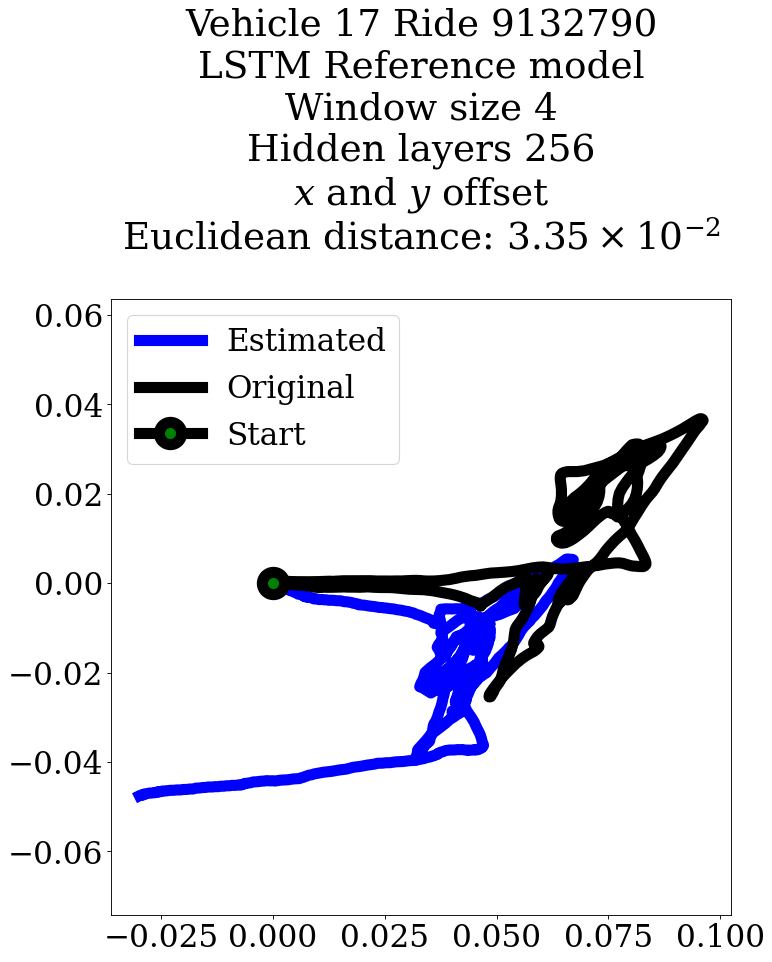 Vehicle 17 Ride 9132790
LSTM Reference model
Window size 4
Hidden layers 256
x and y offset
Euclidean distance: 3.35 × 10⁻²
Estimated
Original
Start
0.06
0.04
0.02
0.00
−0.02
−0.04
−0.06
−0.025 0.000 0.025 0.050 0.075 0.100